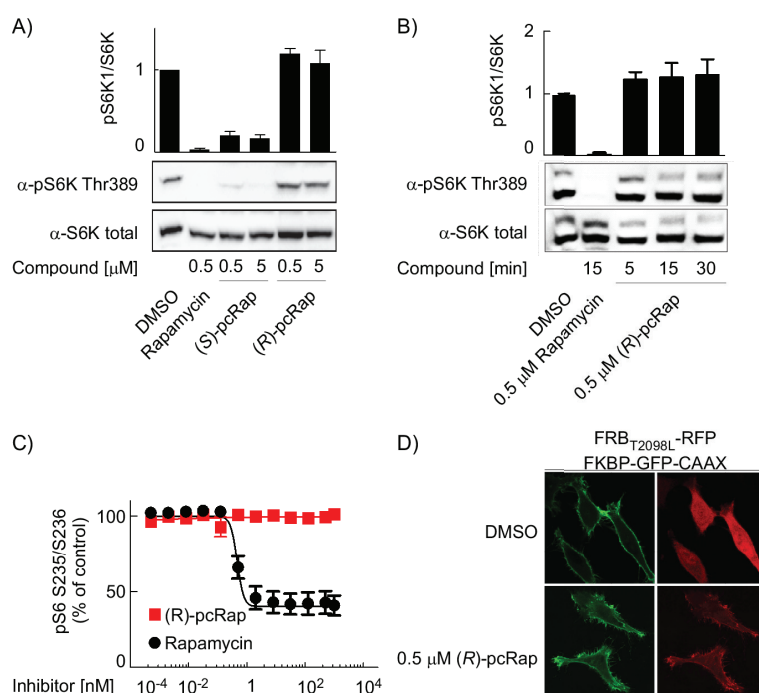 A)
pS6K1/S6K
1
0
α-pS6K Thr389
α-S6K total
Compound [μM] 0.5 0.5 5 0.5 5
DMSO
Rapamycin
(S)-pcRap
(R)-pcRap
B)
pS6K1/S6K
2
1
0
α-pS6K Thr389
α-S6K total
Compound [min] 15 5 15 30
DMSO
0.5 μM Rapamycin
0.5 μM (R)-pcRap
C)
pS6 S235/S236
(% of control)
100
50
0
(R)-pcRap
Rapamycin
Inhibitor [nM] 10⁻⁴ 10⁻² 1 10² 10⁴
D)
FRB_T2098L-RFP
FKBP-GFP-CAAX
DMSO
0.5 μM (R)-pcRap